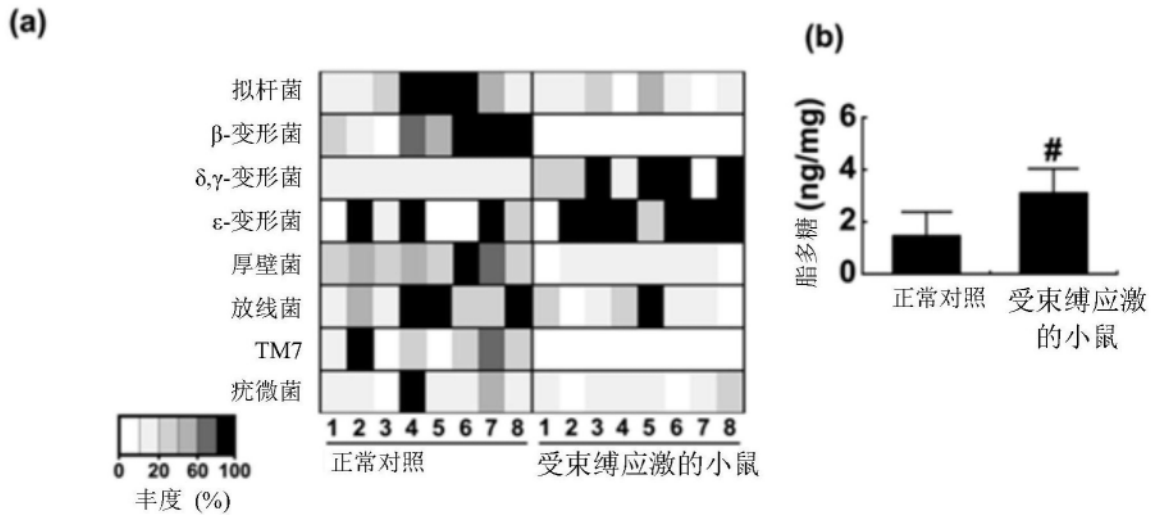 (a)
拟杆菌
β-变形菌
δ,γ-变形菌
ε-变形菌
厚壁菌
放线菌
TM7
疣微菌
1 2 3 4 5 6 7 8 1 2 3 4 5 6 7 8
正常对照 受束缚应激的小鼠
0 20 60 100
丰度 (%)
(b)
脂多糖 (ng/mg)
6
4
2
0
#
正常对照 受束缚应激
的小鼠